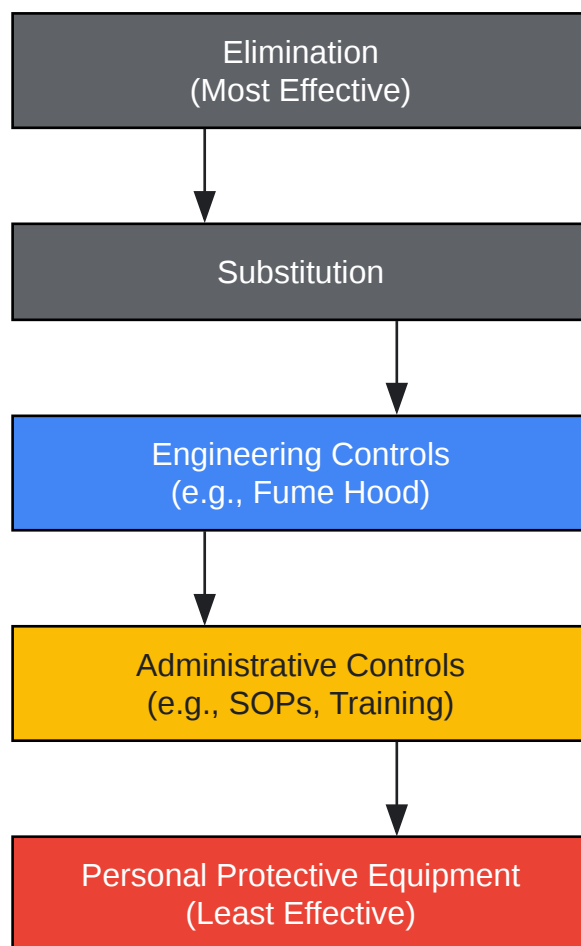 Elimination
(Most Effective)
Substitution
Engineering Controls
(e.g., Fume Hood)
Administrative Controls
(e.g., SOPs, Training)
Personal Protective Equipment
(Least Effective)